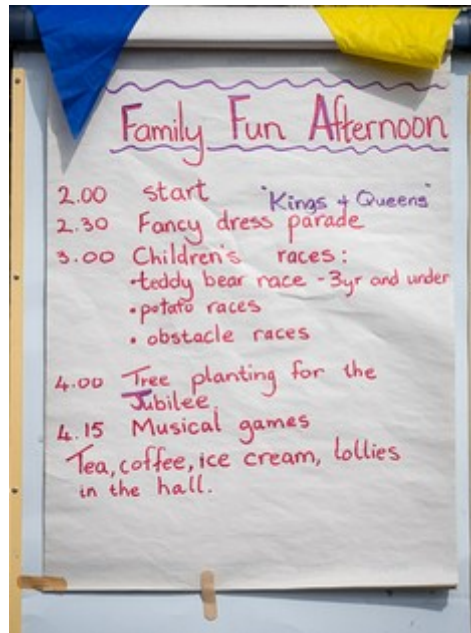 Family Fun Afternoon
2.00 start "Kings & Queens"
2.30 Fancy dress parade
3.00 Children's races:
•teddy bear race - 3yr and under
•potato races
• obstacle races
4.00 Tree planting for the
Jubilee.
4.15 Musical games
Tea, coffee, ice cream, lollies
in the hall.